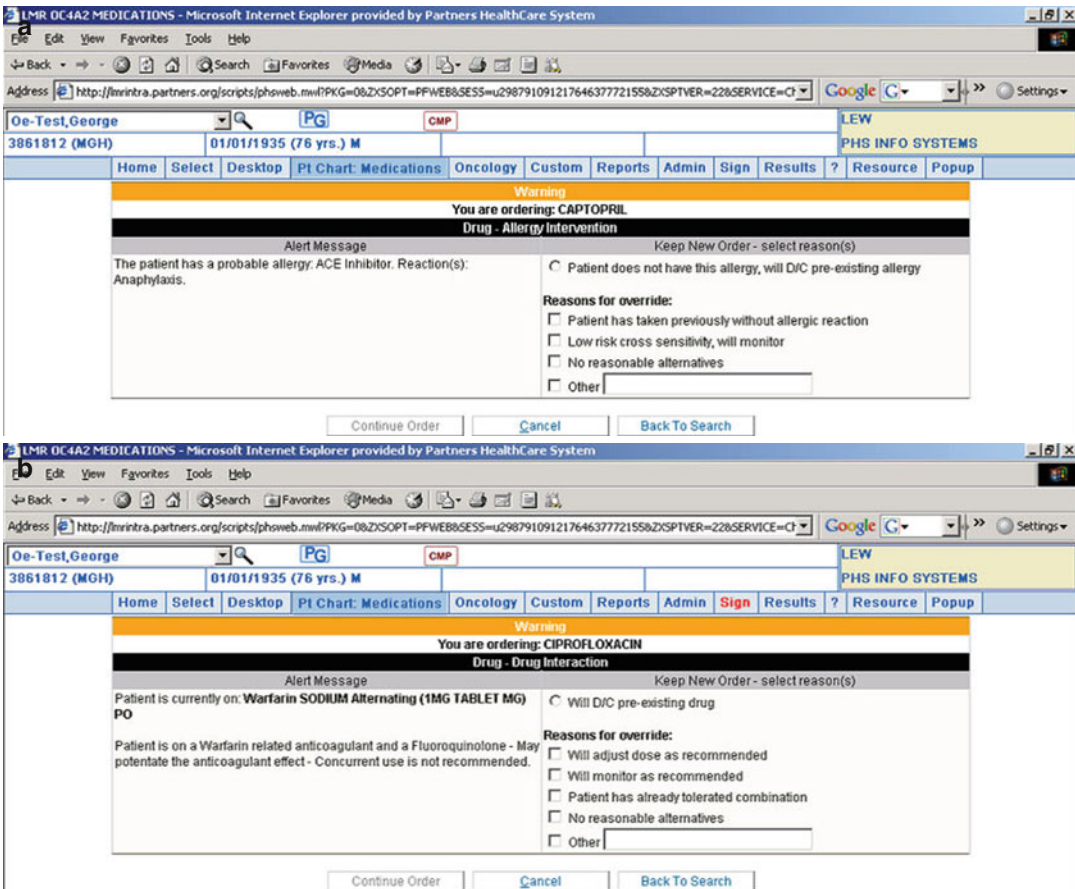 LMR OC4A2 MEDICATIONS - Microsoft Internet Explorer provided by Partners HealthCare System
a
File Edit View Favorites Tools Help
Back Search Favorites Media
Address http://lmrintra.partners.org/scripts/phsweb.mwl?PKG=0&ZXSOPT=PFWEB&SESS=u29879109121764637772155&ZXSPTVER=22&SERVICE=Cl Google G Settings
Oe-Test,George PG CMP LEW
3861812 (MGH) 01/01/1935 (76 yrs.) M PHS INFO SYSTEMS
Home Select Desktop Pt Chart: Medications Oncology Custom Reports Admin Sign Results ? Resource Popup
Warning
You are ordering: CAPTOPRIL
Drug - Allergy Intervention
Alert Message Keep New Order - select reason(s)
The patient has a probable allergy: ACE Inhibitor. Reaction(s): Patient does not have this allergy, will D/C pre-existing allergy
Anaphylaxis.
Reasons for override:
Patient has taken previously without allergic reaction
Low risk cross sensitivity, will monitor
No reasonable alternatives
Other
Continue Order Cancel Back To Search
LMR OC4A2 MEDICATIONS - Microsoft Internet Explorer provided by Partners HealthCare System
b
Edit View Favorites Tools Help
Back Search Favorites Media
Address http://lmrintra.partners.org/scripts/phsweb.mwl?PKG=0&ZXSOPT=PFWEB&SESS=u29879109121764637772155&ZXSPTVER=22&SERVICE=Cl Google G Settings
Oe-Test,George PG CMP LEW
3861812 (MGH) 01/01/1935 (76 yrs.) M PHS INFO SYSTEMS
Home Select Desktop Pt Chart: Medications Oncology Custom Reports Admin Sign Results ? Resource Popup
Warning
You are ordering: CIPROFLOXACIN
Drug - Drug Interaction
Alert Message Keep New Order - select reason(s)
Patient is currently on: Warfarin SODIUM Alternating (1MG TABLET MG) Will D/C pre-existing drug
PO
Reasons for override:
Patient is on a Warfarin related anticoagulant and a Fluoroquinolone - May Will adjust dose as recommended
potentate the anticoagulant effect - Concurrent use is not recommended.
Will monitor as recommended
Patient has already tolerated combination
No reasonable alternatives
Other
Continue Order Cancel Back To Search